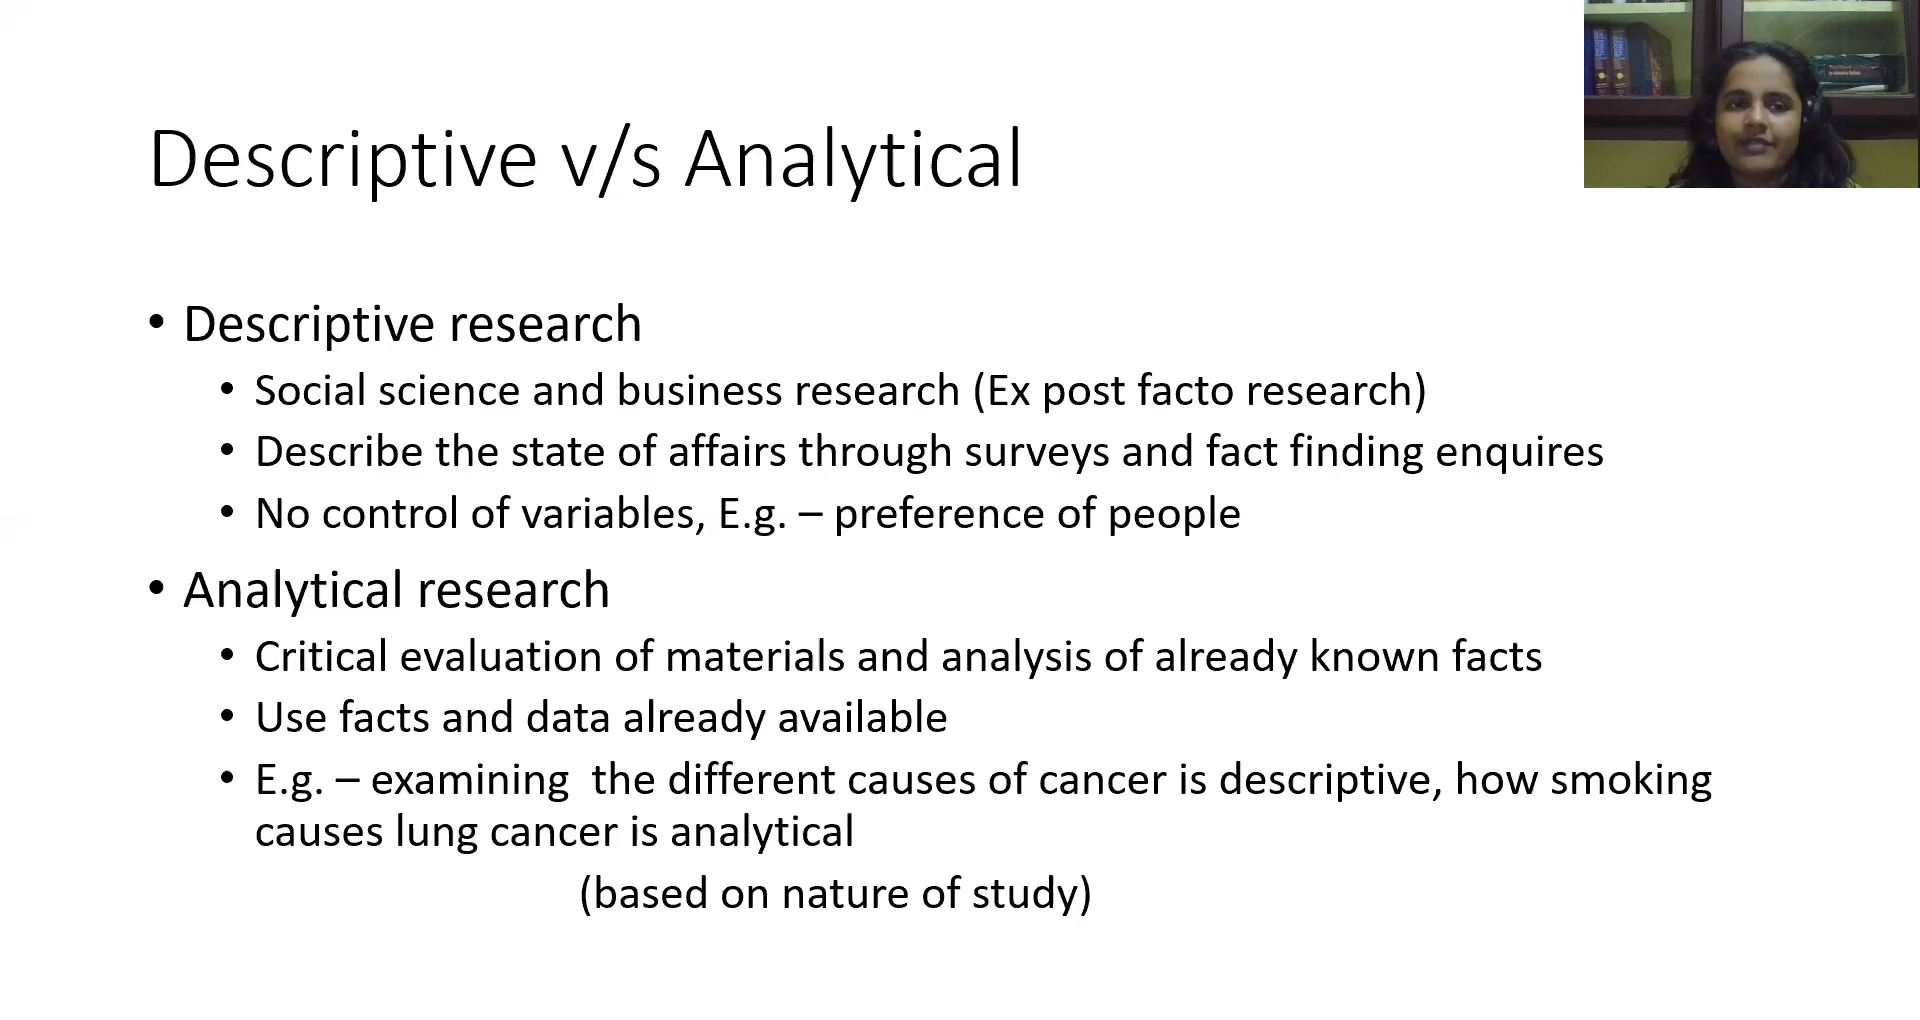 Descriptive v/s Analytical
• Descriptive research
• Social science and business research (Ex post facto research)
• Describe the state of affairs through surveys and fact finding enquires
• No control of variables, E.g. – preference of people
• Analytical research
• Critical evaluation of materials and analysis of already known facts
• Use facts and data already available
• E.g. – examining  the different causes of cancer is descriptive, how smoking
causes lung cancer is analytical
(based on nature of study)